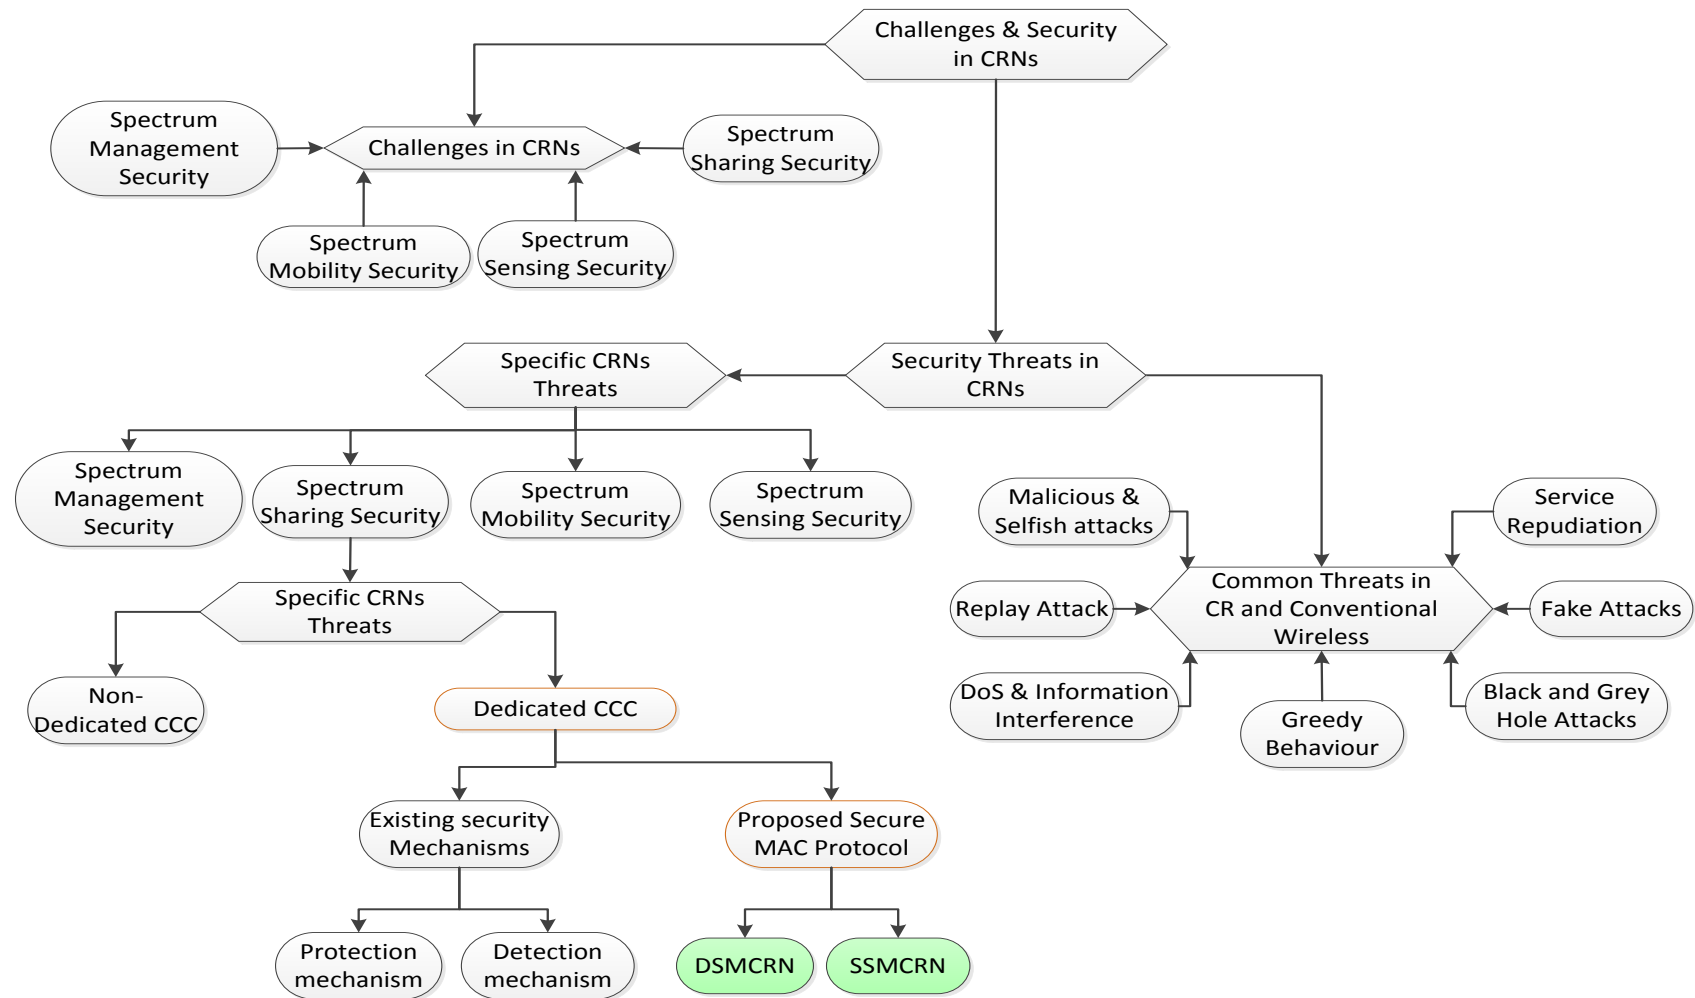 Challenges & Security
in CRNs
Spectrum
Management
Security
Challenges in CRNs
Spectrum
Sharing Security
Spectrum
Mobility Security
Spectrum
Sensing Security
Specific CRNs
Threats
Security Threats in
CRNs
Spectrum
Management
Security
Spectrum
Sharing Security
Spectrum
Mobility Security
Spectrum
Sensing Security
Malicious &
Selfish attacks
Service
Repudiation
Specific CRNs
Threats
Replay Attack
Common Threats in
CR and Conventional
Wireless
Fake Attacks
Non-
Dedicated CCC
Dedicated CCC
DoS & Information
Interference
Greedy
Behaviour
Black and Grey
Hole Attacks
Existing security
Mechanisms
Proposed Secure
MAC Protocol
Protection
mechanism
Detection
mechanism
DSMCRN
SSMCRN